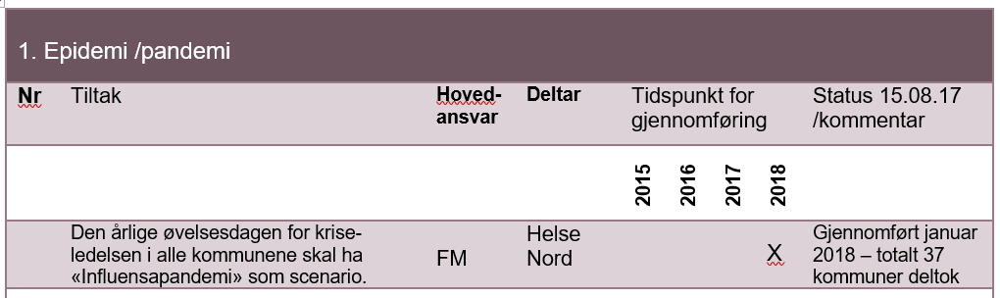 1. Epidemi /pandemi
Nr Tiltak Hoved- Deltar Tidspunkt for Status 15.08.17
ansvar gjennomføring /kommentar
2015 2016 2017 2018
Den årlige øvelsesdagen for krise-
ledelsen i alle kommunene skal ha
«Influensapandemi» som scenario.
FM
Helse
Nord
X
Gjennomført januar
2018 – totalt 37
kommuner deltok